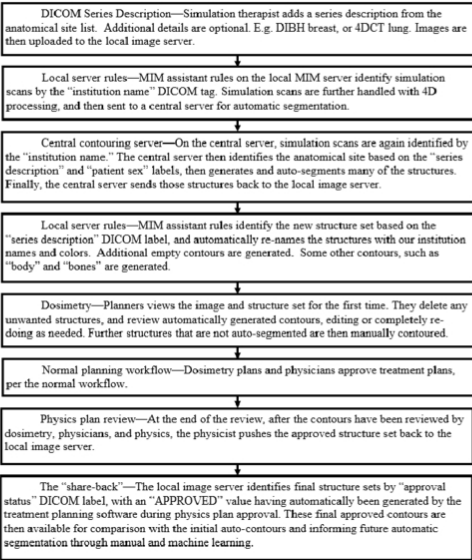 DICOM Series Description—Simulation therapist adds a series description from the
anatomical site list.  Additional details are optional. E.g. DIBH breast, or 4DCT lung. Images are
then uploaded to the local image server.
Local server rules—MIM assistant rules on the local MIM server identify simulation
scans by the “institution name” DICOM tag. Simulation scans are further handled with 4D
processing, and then sent to a central server for automatic segmentation.
Central contouring server—On the central server, simulation scans are again identified by
the “institution name.” The central server then identifies the anatomical site based on the “series
description” and “patient sex” labels, then generates and auto-segments many of the structures.
Finally, the central server sends those structures back to the local image server.
Local server rules—MIM assistant rules identify the new structure set based on the
“series description” DICOM label, and automatically re-names the structures with our institution
names and colors.  Additional empty contours are generated.  Some other contours, such as
“body” and “bones” are generated.
Dosimetry—Planners views the image and structure set for the first time. They delete any
unwanted structures, and review automatically generated contours, editing or completely re-
doing as needed. Further structures that are not auto-segmented are then manually contoured.
Normal planning workflow—Dosimetry plans and physicians approve treatment plans,
per the normal workflow.
Physics plan review—At the end of the review, after the contours have been reviewed by
dosimetry, physicians, and physics, the physicist pushes the approved structure set back to the
local image server.
The “share-back”—The local image server identifies final structure sets by “approval
status” DICOM label, with an “APPROVED” value having automatically been generated by the
treatment planning software during physics plan approval. These final approved contours are
then available for comparison with the initial auto-contours and informing future automatic
segmentation through manual and machine learning.